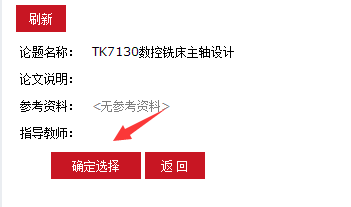 刷新
论题名称： TK7130数控铣床主轴设计
论文说明：
参考资料： <无参考资料>
指导教师：
确定选择 返 回